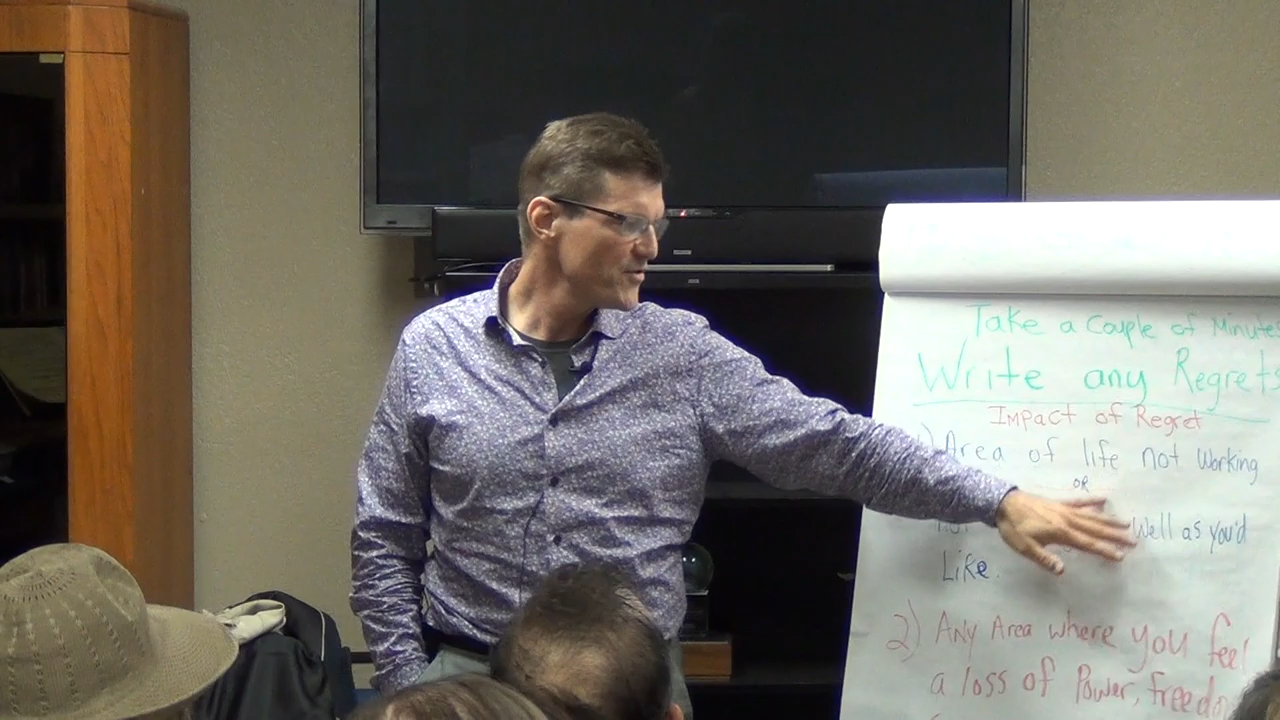 Take a Couple of Minutes
Write any Regrets
Impact of Regret
1) Area of life not working
OR
Well as you'd
Like.
2) Any Area where you feel
a loss of Power, freedo